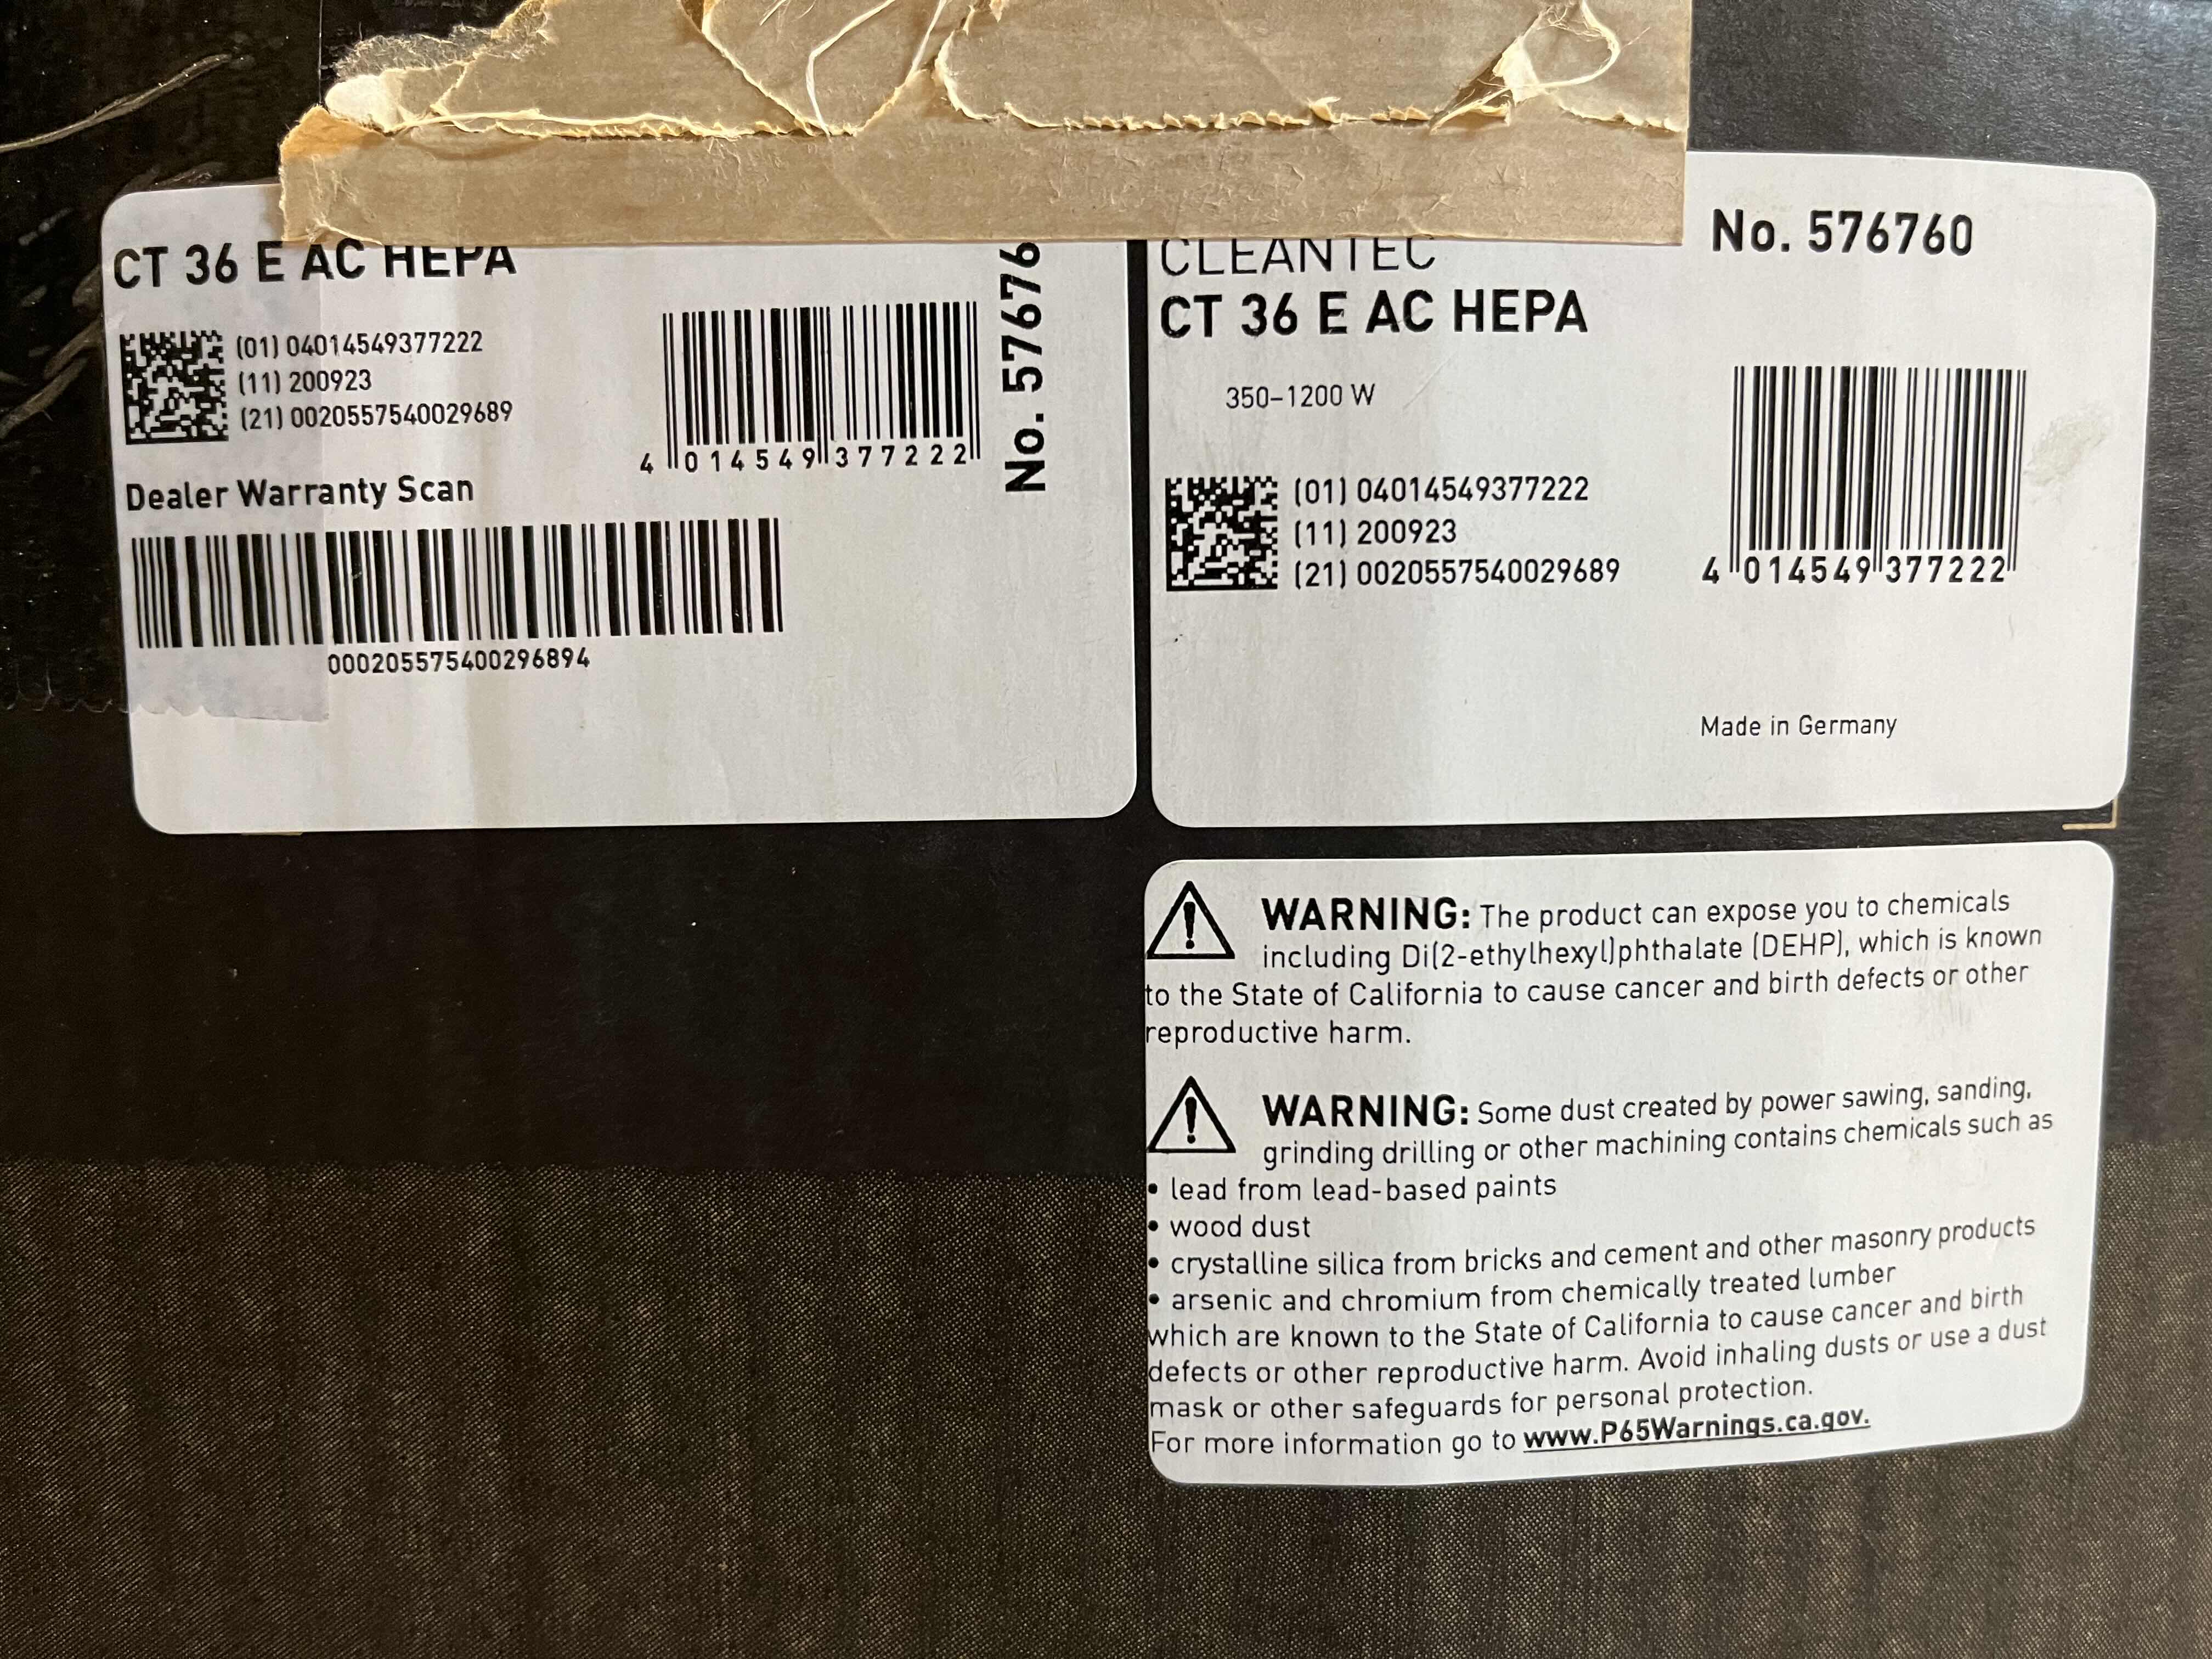 CT 36 E AC HEPA
(01) 04014549377222
(11) 200923
(21) 0020557540029689
4 014549 377222
No. 57676
Dealer Warranty Scan
000205575400296894
CLEANTEC
No. 576760
CT 36 E AC HEPA
350-1200 W
(01) 04014549377222
(11) 200923
(21) 0020557540029689
4 014549 377222
Made in Germany
WARNING: The product can expose you to chemicals
including Di(2-ethylhexyl)phthalate (DEHP), which is known
to the State of California to cause cancer and birth defects or other
reproductive harm.
WARNING: Some dust created by power sawing, sanding,
grinding drilling or other machining contains chemicals such as
• lead from lead-based paints
• wood dust
• crystalline silica from bricks and cement and other masonry products
• arsenic and chromium from chemically treated lumber
which are known to the State of California to cause cancer and birth
defects or other reproductive harm. Avoid inhaling dusts or use a dust
mask or other safeguards for personal protection.
For more information go to www.P65Warnings.ca.gov.